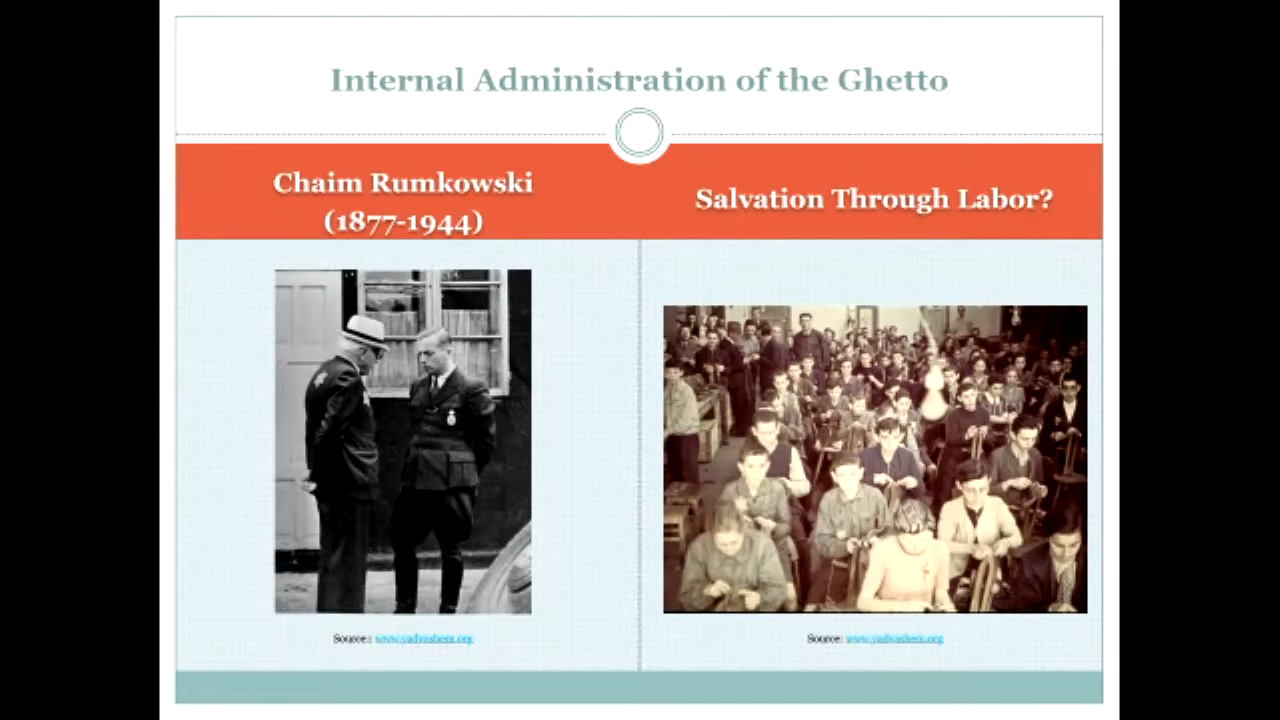 Internal Administration of the Ghetto
Chaim Rumkowski
(1877-1944)
Salvation Through Labor?
Source: www.yadvashem.org
Source: www.yadvashem.org